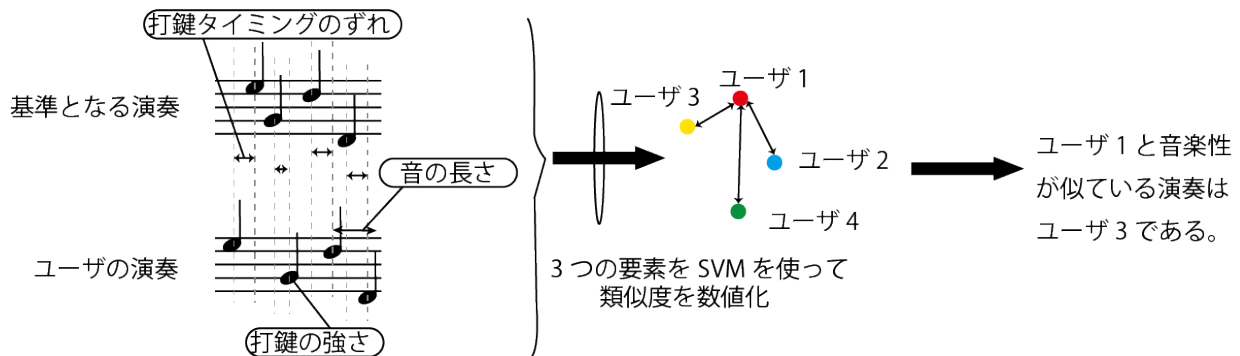 打鍵タイミングのずれ
基準となる演奏
音の長さ
ユーザの演奏
打鍵の強さ
ユーザ 1
ユーザ 3
ユーザ 2
ユーザ 4
3 つの要素を SVM を使って
類似度を数値化
ユーザ 1 と音楽性
が似ている演奏は
ユーザ 3 である。